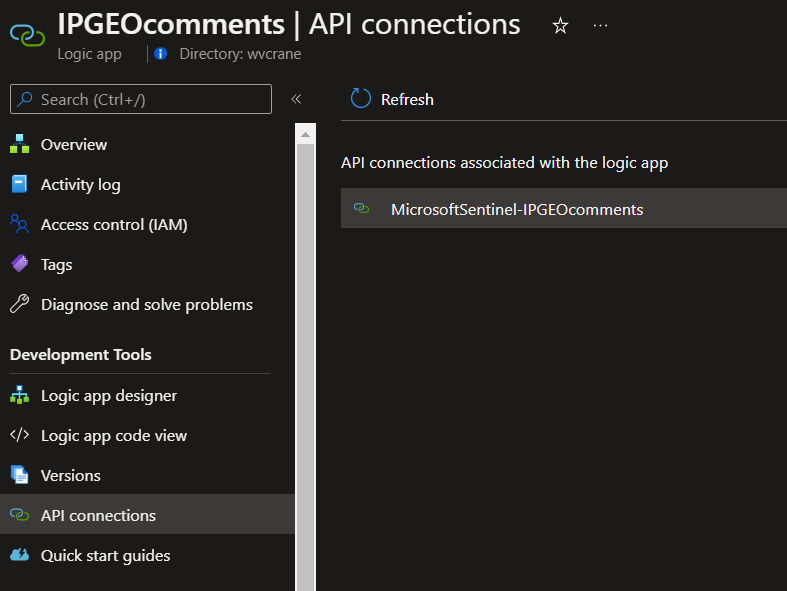 IPGEOcomments | API connections
Logic app
Directory: wvcrane
Search (Ctrl+/)
Overview
Activity log
Access control (IAM)
Tags
Diagnose and solve problems
Development Tools
Logic app designer
Logic app code view
Versions
API connections
Quick start guides
Refresh
API connections associated with the logic app
MicrosoftSentinel-IPGEOcomments